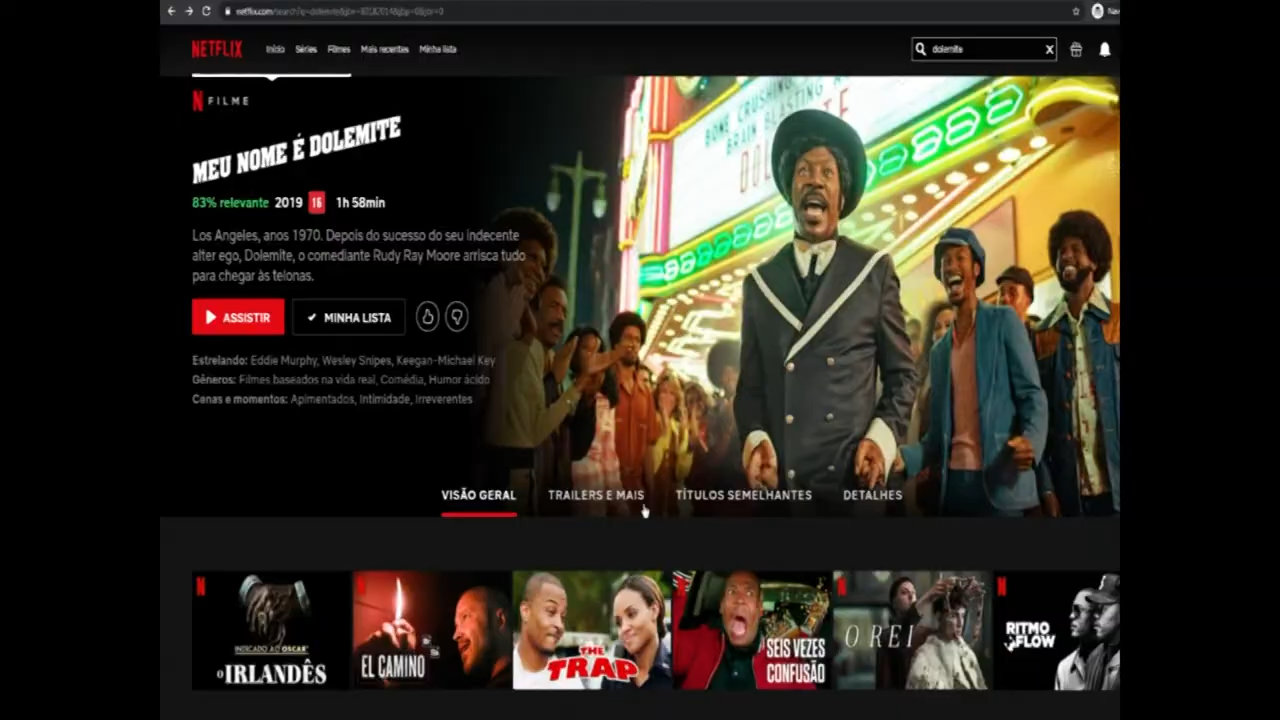 NETFLIX Início Séries Filmes Mais recentes Minha lista dolemite X
N FILME
MEU NOME É DOLEMITE
83% relevante 2019 16 1h 58min
Los Angeles, anos 1970. Depois do sucesso do seu indecente
alter ego, Dolemite, o comediante Rudy Ray Moore arrisca tudo
para chegar às telonas.
ASSISTIR MINHA LISTA
Estrelando: Eddie Murphy, Wesley Snipes, Keegan-Michael Key
Gêneros: Filmes baseados na vida real, Comédia, Humor ácido
Cenas e momentos: Apimentados, Intimidade, Irreverentes
BONE CRUSHING
BRAIN BLASTING
VISÃO GERAL TRAILERS E MAIS TÍTULOS SEMELHANTES DETALHES
INDICADO AO OSCAR
O IRLANDÊS
EL CAMINO
THE
TRAP
SEIS VEZES
CONFUSÃO
O REI
RITMO
FLOW